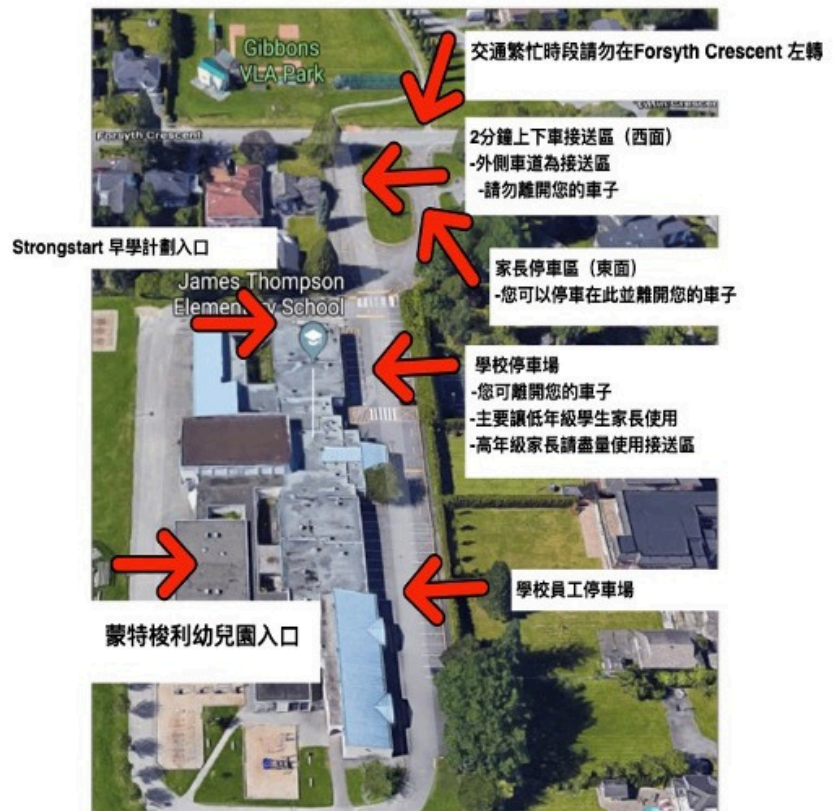 Gibbons
VLA Park
交通繁忙時段請勿在Forsyth Crescent 左轉
Forsyth Crescent
2分鐘上下車接送區（西面）
-外側車道為接送區
-請勿離開您的車子
Strongstart 早學計劃入口
家長停車區（東面）
-您可以停車在此並離開您的車子
James Thompson
Elementary School
學校停車場
-您可離開您的車子
-主要讓低年級學生家長使用
-高年級家長請盡量使用接送區
學校員工停車場
蒙特梭利幼兒園入口